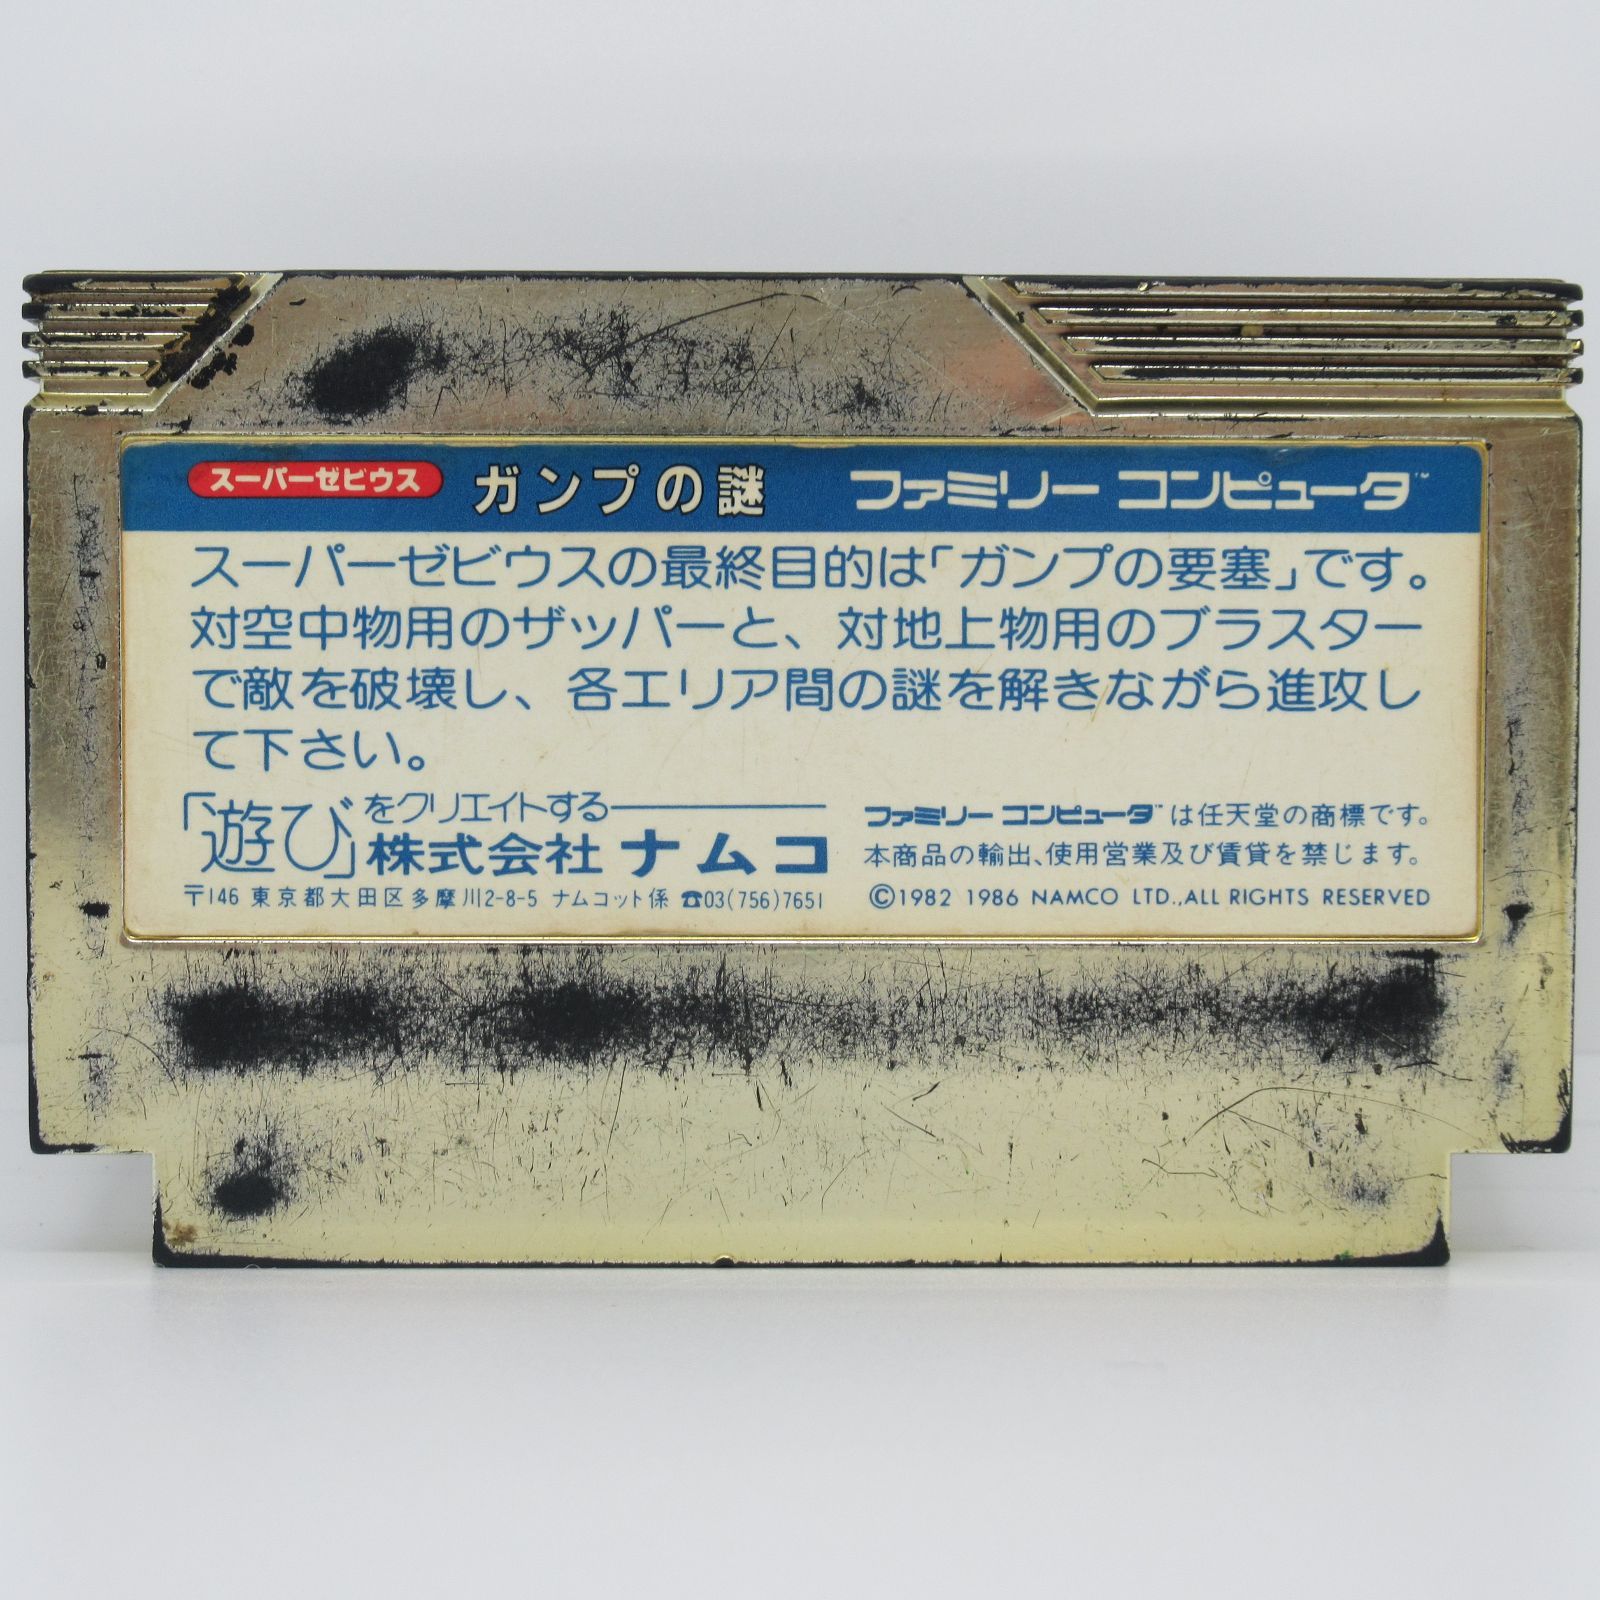 スーパーゼビウス ガンプの謎 ファミリー コンピュータ™
スーパーゼビウスの最終目的は「ガンプの要塞」です。
対空中物用のザッパーと、対地上物用のブラスター
で敵を破壊し、各エリア間の謎を解きながら進攻し
て下さい。
「遊び」をクリエイトする
株式会社 ナムコ
〒146 東京都大田区多摩川2-8-5 ナムコット係 ☎03(756)7651
ファミリー コンピュータ™は任天堂の商標です。
本商品の輸出、使用営業及び賃貸を禁じます。
©1982 1986 NAMCO LTD.,ALL RIGHTS RESERVED